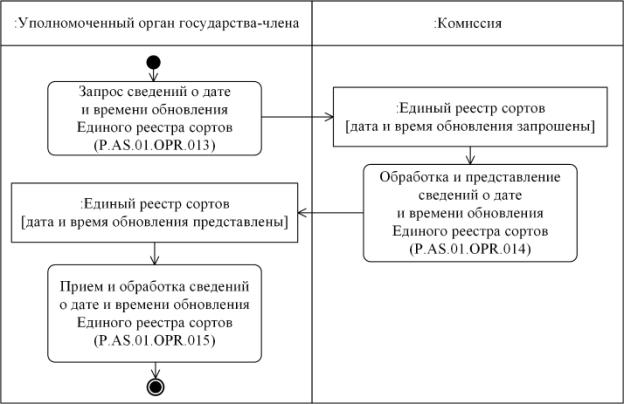 :Уполномоченный орган государства-члена
:Комиссия
Запрос сведений о дате
и времени обновления
Единого реестра сортов
(P.AS.01.OPR.013)
:Единый реестр сортов
[дата и время обновления запрошены]
Обработка и представление
сведений о дате
и времени обновления
Единого реестра сортов
(P.AS.01.OPR.014)
:Единый реестр сортов
[дата и время обновления представлены]
Прием и обработка сведений
о дате и времени обновления
Единого реестра сортов
(P.AS.01.OPR.015)